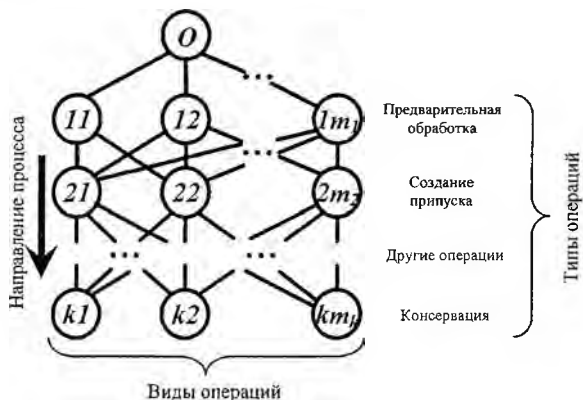 O
...
11 12 1m₁
Предварительная
обработка
...
21 22 2m₂
Создание
припуска
... ...
Другие операции
... ...
k1 k2 kmₖ
Консервация
Направление процесса
Типы операций
Виды операций